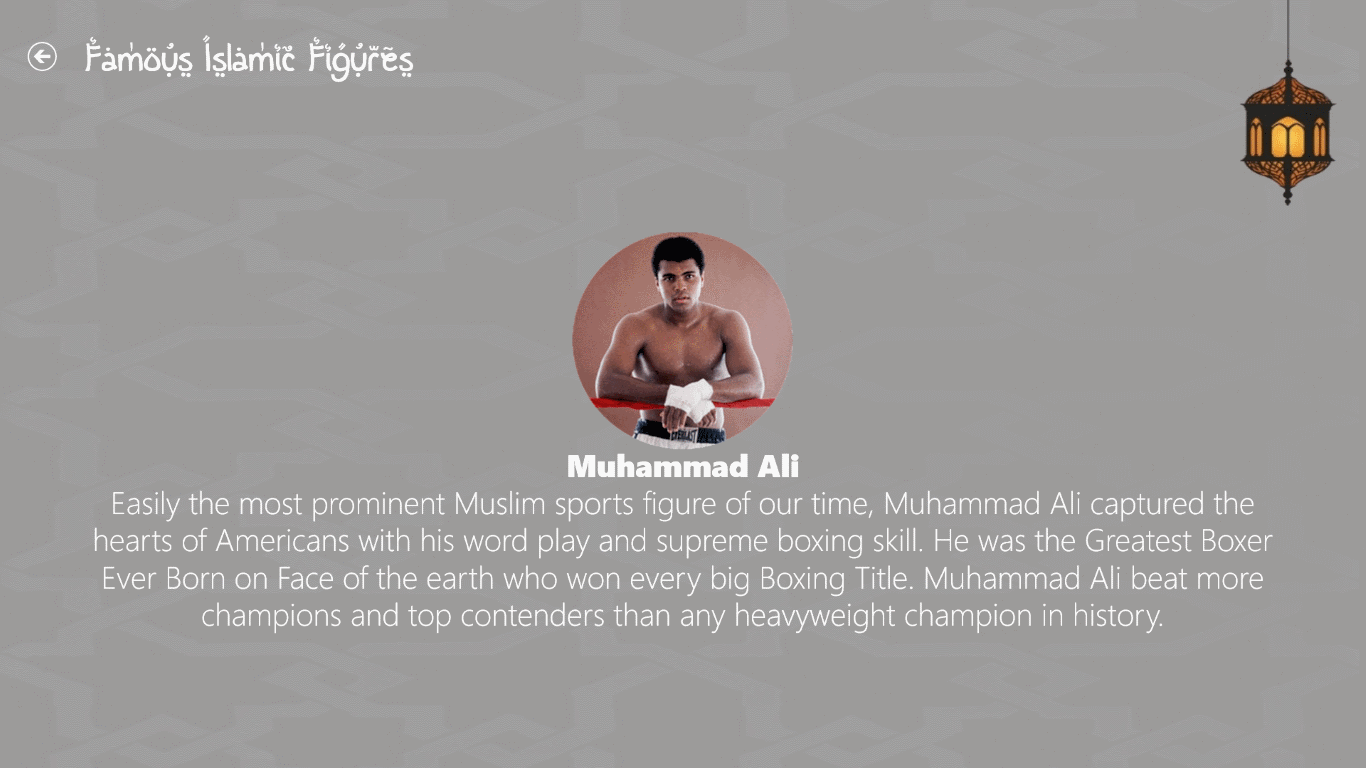 Famous Islamic Figures
EVERLAST
Muhammad Ali
Easily the most prominent Muslim sports figure of our time, Muhammad Ali captured the
hearts of Americans with his word play and supreme boxing skill. He was the Greatest Boxer
Ever Born on Face of the earth who won every big Boxing Title. Muhammad Ali beat more
champions and top contenders than any heavyweight champion in history.